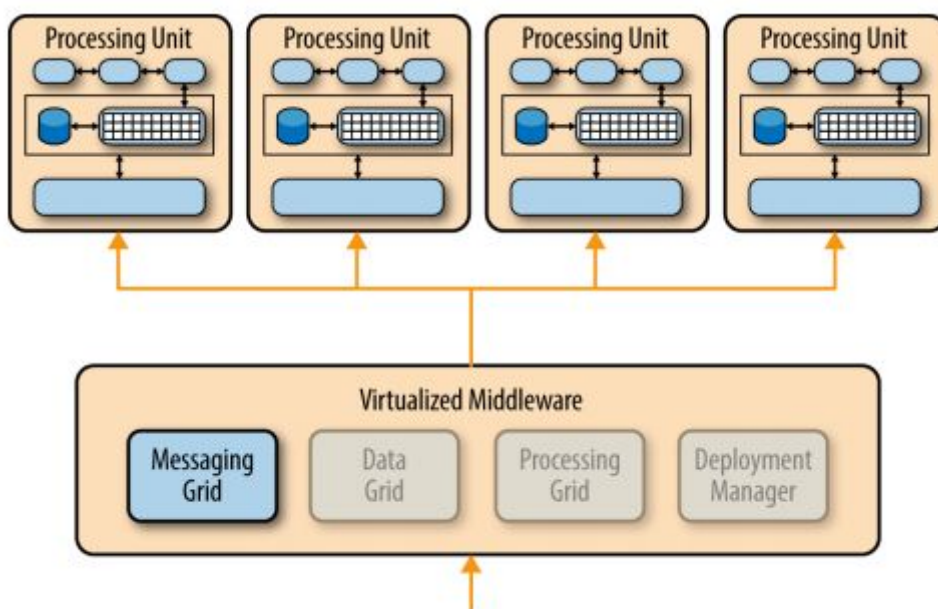 Processing Unit
Processing Unit
Processing Unit
Processing Unit
Virtualized Middleware
Messaging
Grid
Data
Grid
Processing
Grid
Deployment
Manager